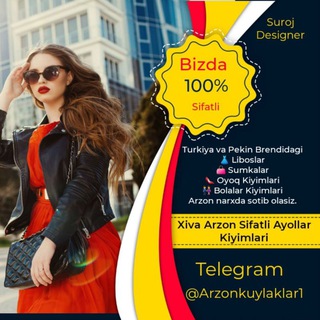 Suroj
Designer
Bizda
100%
Sifatli
Turkiya va Pekin Brendidagi
👗 Liboslar
👜 Sumkalar
👠 Oyoq Kiyimlari
👭 Bolalar Kiyimlari
Arzon narxda sotib olasiz.
Xiva Arzon Sifatli Ayollar
Kiyimlari
Telegram
@Arzonkuylaklar1